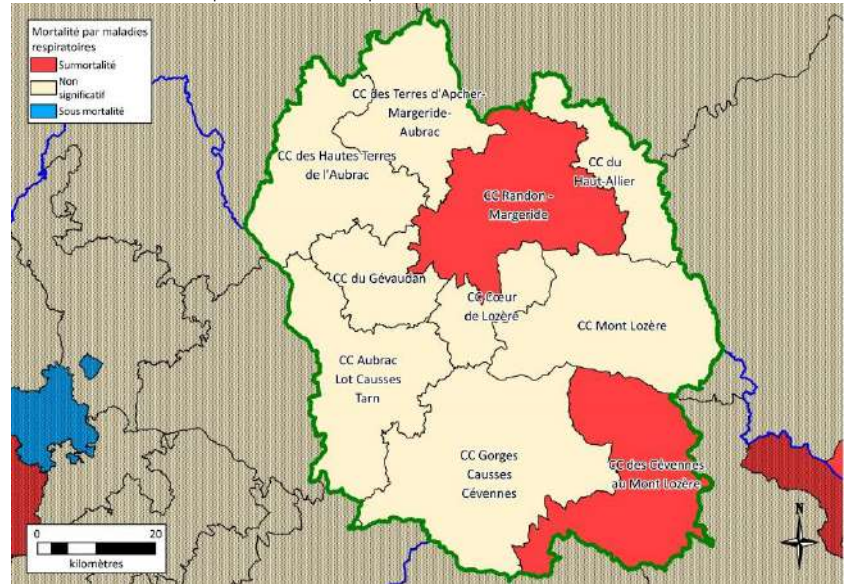 Mortalité par maladies
respiratoires
Surmortalité
Non
significatif
Sous mortalité
CC des Terres d'Apcher-
Margeride-
Aubrac
CC des Hautes Terres
de l'Aubrac
CC du
Haut-Allier
CC Randon -
Margeride
CC du Gévaudan
CC Cœur
de Lozère
CC Mont Lozère
CC Aubrac
Lot Causses
Tarn
CC Gorges
Causses
Cévennes
CC des Cévennes
au Mont Lozère
N
0 20
kilomètres